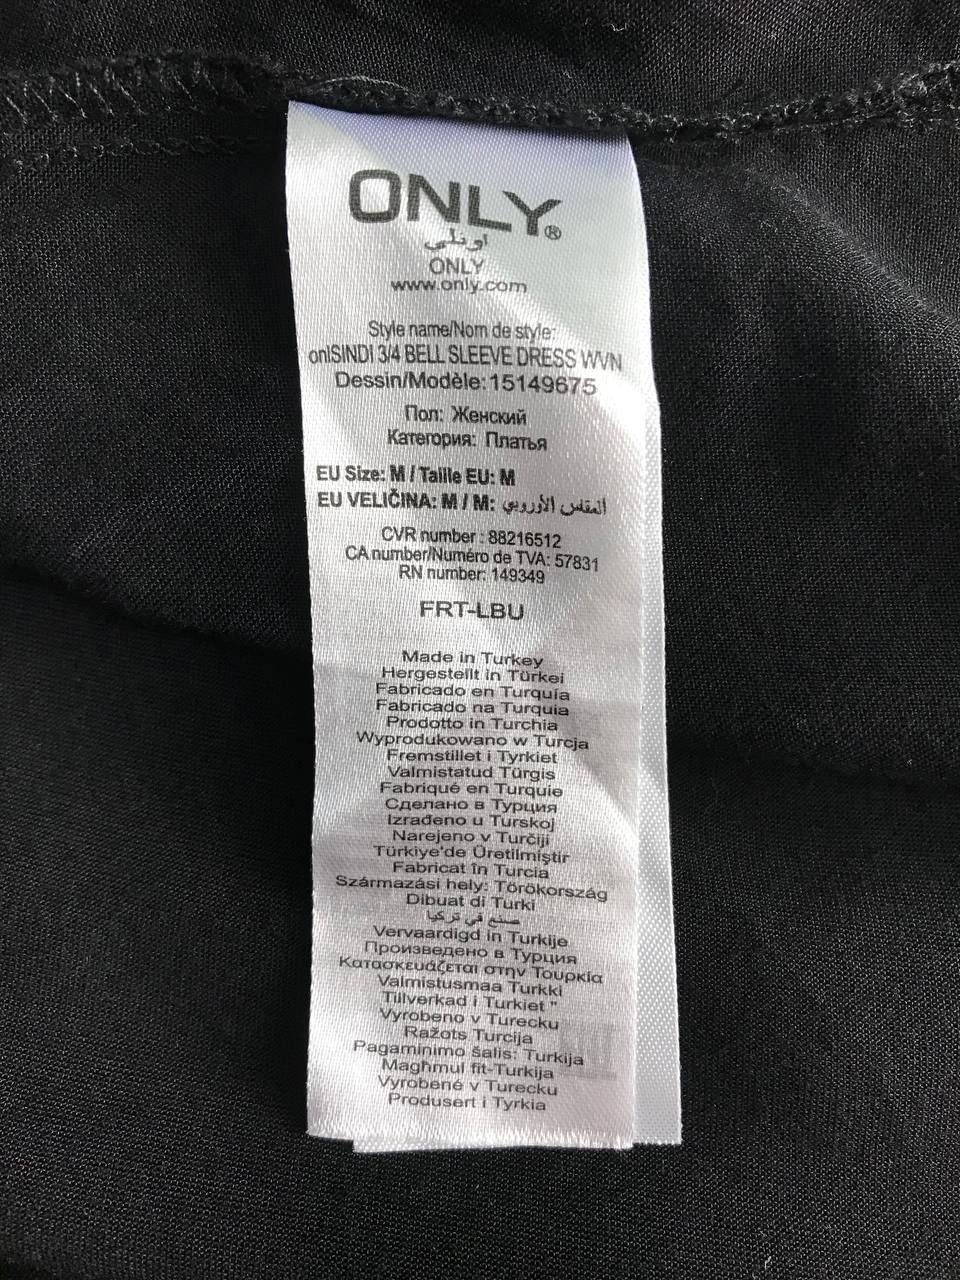 ONLY®
اونلي
ONLY
www.only.com
Style name/Nom de style:
onlSINDI 3/4 BELL SLEEVE DRESS WVN
Dessin/Modèle: 15149675
Пол: Женский
Категория: Платья
EU Size: M / Taille EU: M
EU VELIČINA: M / M: المقاس الأوروبي
CVR number : 88216512
CA number/Numéro de TVA: 57831
RN number: 149349
FRT-LBU
Made in Turkey
Hergestellt in Türkei
Fabricado en Turquía
Fabricado na Turquia
Prodotto in Turchia
Wyprodukowano w Turcja
Fremstillet i Tyrkiet
Valmistatud Türgis
Fabriqué en Turquie
Сделано в Турция
Izrađeno u Turskoj
Narejeno v Turčiji
Türkiye'de Üretilmiştir
Fabricat în Turcia
Származási hely: Törökország
Dibuat di Turki
صنع في تركيا
Vervaardigd in Turkije
Произведено в Турция
Κατασκευάζεται στην Τουρκία
Valmistusmaa Turkki
Tillverkad i Turkiet "
Vyrobeno v Turecku
Ražots Turcija
Pagaminimo šalis: Turkija
Magħmul fit-Turkija
Vyrobené v Turecku
Produsert i Tyrkia